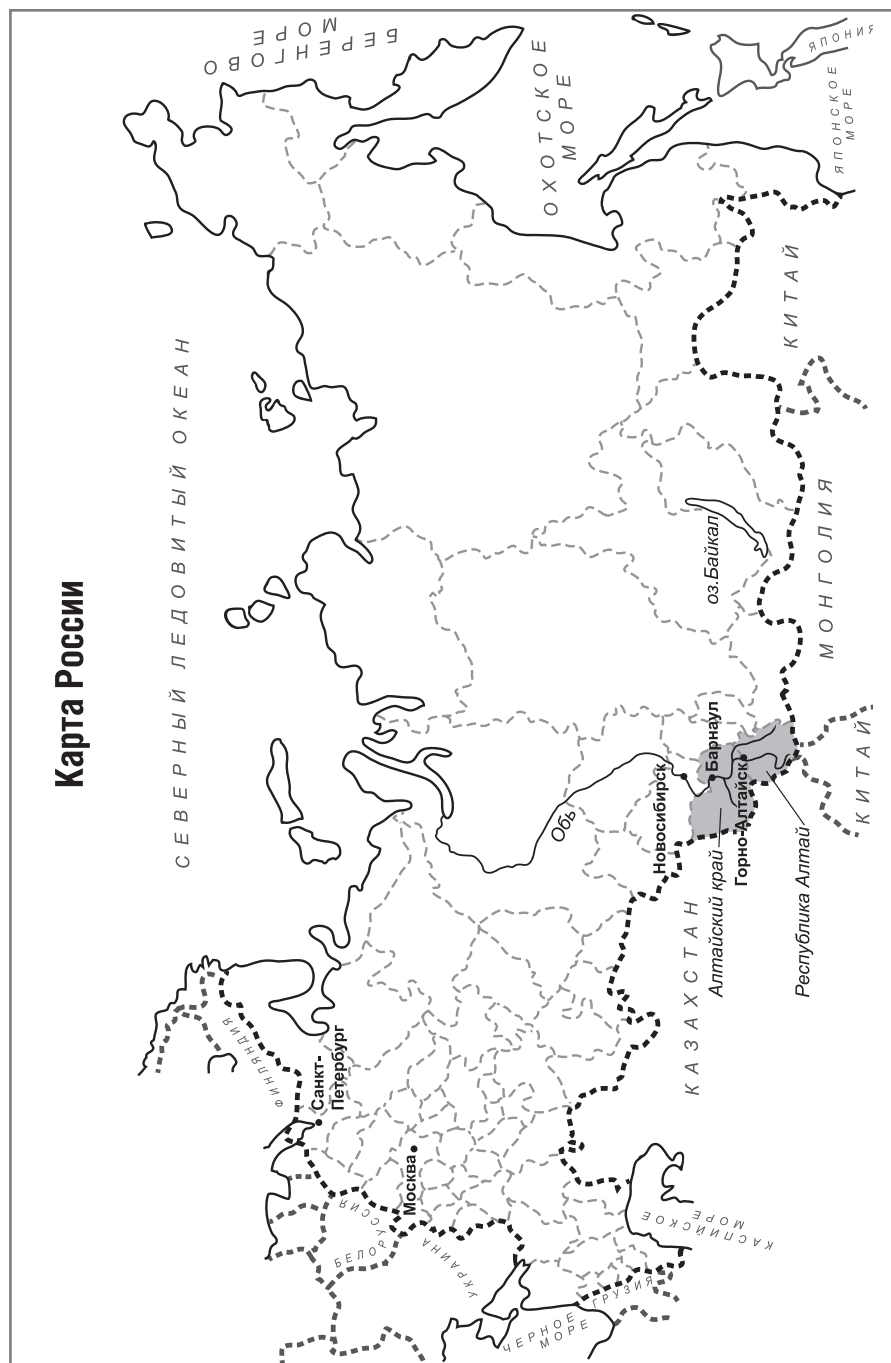 Карта России
СЕВЕРНЫЙ ЛЕДОВИТЫЙ ОКЕАН
БЕРЕНГОВО
МОРЕ
ОХОТСКОЕ
МОРЕ
ЯПОНИЯ
ЯПОНСКОЕ
МОРЕ
ФИНЛЯНДИЯ
Санкт-
Петербург
Москва
БЕЛОРУССИЯ
УКРАИНА
ЧЕРНОЕ
МОРЕ
ГРУЗИЯ
КАСПИЙСКОЕ
МОРЕ
КАЗАХСТАН
Обь
Новосибирск
Барнаул
Алтайский край
Горно-Алтайск
Республика Алтай
оз.Байкал
КИТАЙ
МОНГОЛИЯ
КИТАЙ